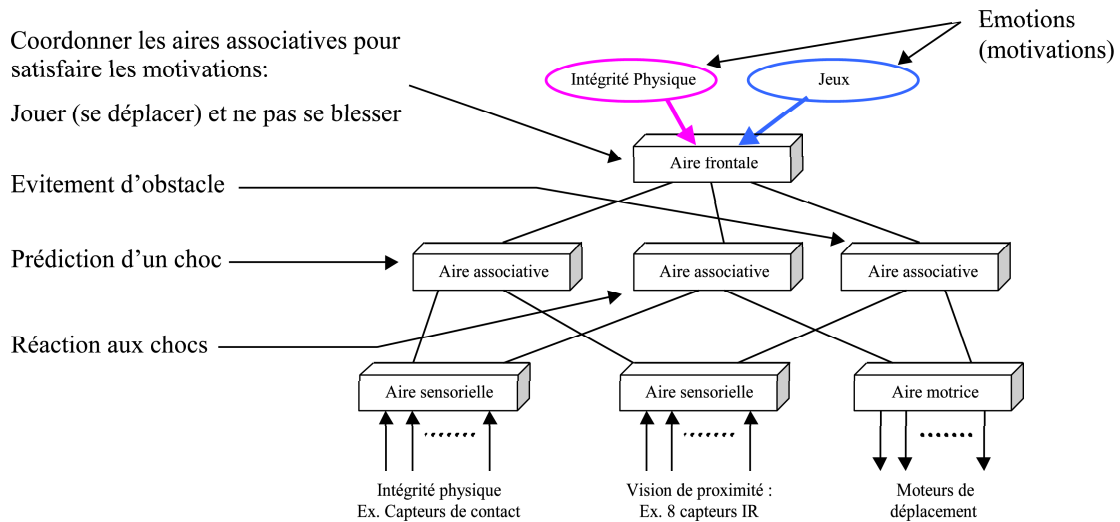 Emotions
(motivations)
Coordonner les aires associatives pour
satisfaire les motivations:
Jouer (se déplacer) et ne pas se blesser
Intégrité Physique
Jeux
Aire frontale
Evitement d’obstacle
Prédiction d’un choc
Aire associative
Aire associative
Aire associative
Réaction aux chocs
Aire sensorielle
Aire sensorielle
Aire motrice
Intégrité physique
Ex. Capteurs de contact
Vision de proximité :
Ex. 8 capteurs IR
Moteurs de
déplacement